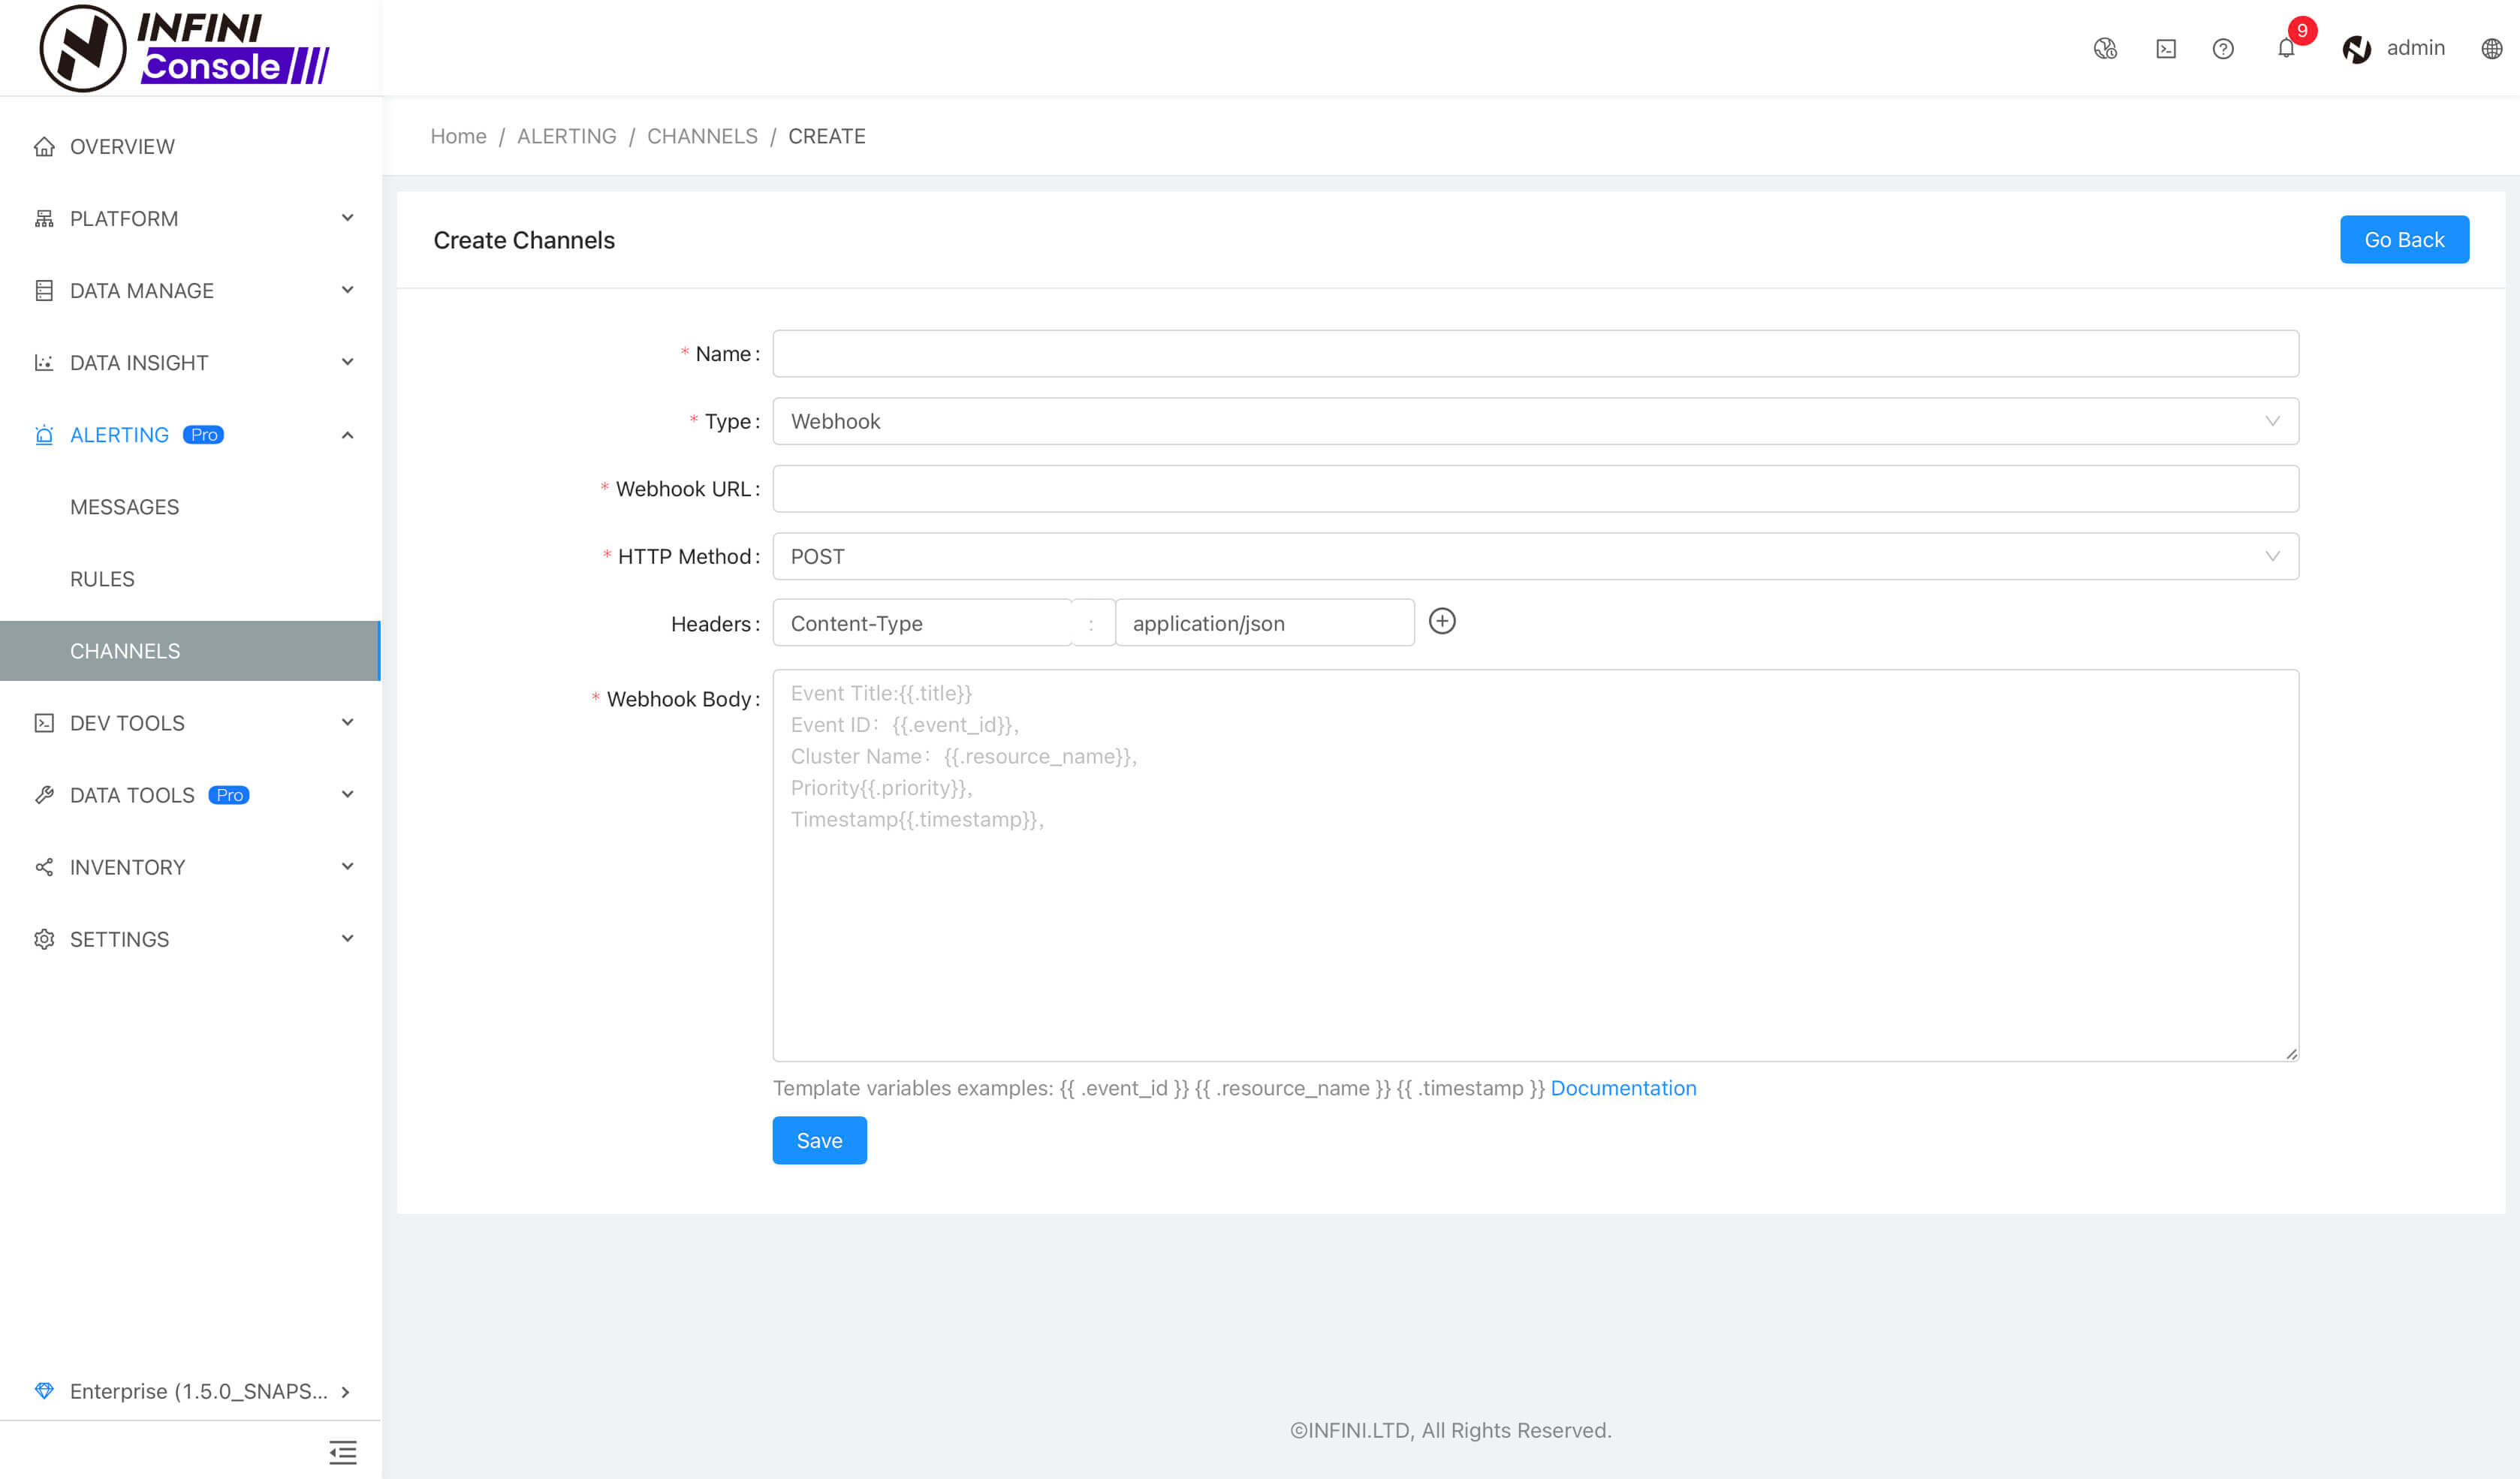 INFINI
Console
9
admin
OVERVIEW
PLATFORM
DATA MANAGE
DATA INSIGHT
ALERTING Pro
MESSAGES
RULES
CHANNELS
DEV TOOLS
DATA TOOLS Pro
INVENTORY
SETTINGS
Enterprise (1.5.0_SNAPS...
Home / ALERTING / CHANNELS / CREATE
Create Channels
Go Back
* Name :
* Type : Webhook
* Webhook URL :
* HTTP Method : POST
Headers : Content-Type : application/json
* Webhook Body : Event Title:{{.title}}
Event ID：{{.event_id}},
Cluster Name：{{.resource_name}},
Priority{{.priority}},
Timestamp{{.timestamp}},
Template variables examples: {{ .event_id }} {{ .resource_name }} {{ .timestamp }} Documentation
Save
©INFINI.LTD, All Rights Reserved.